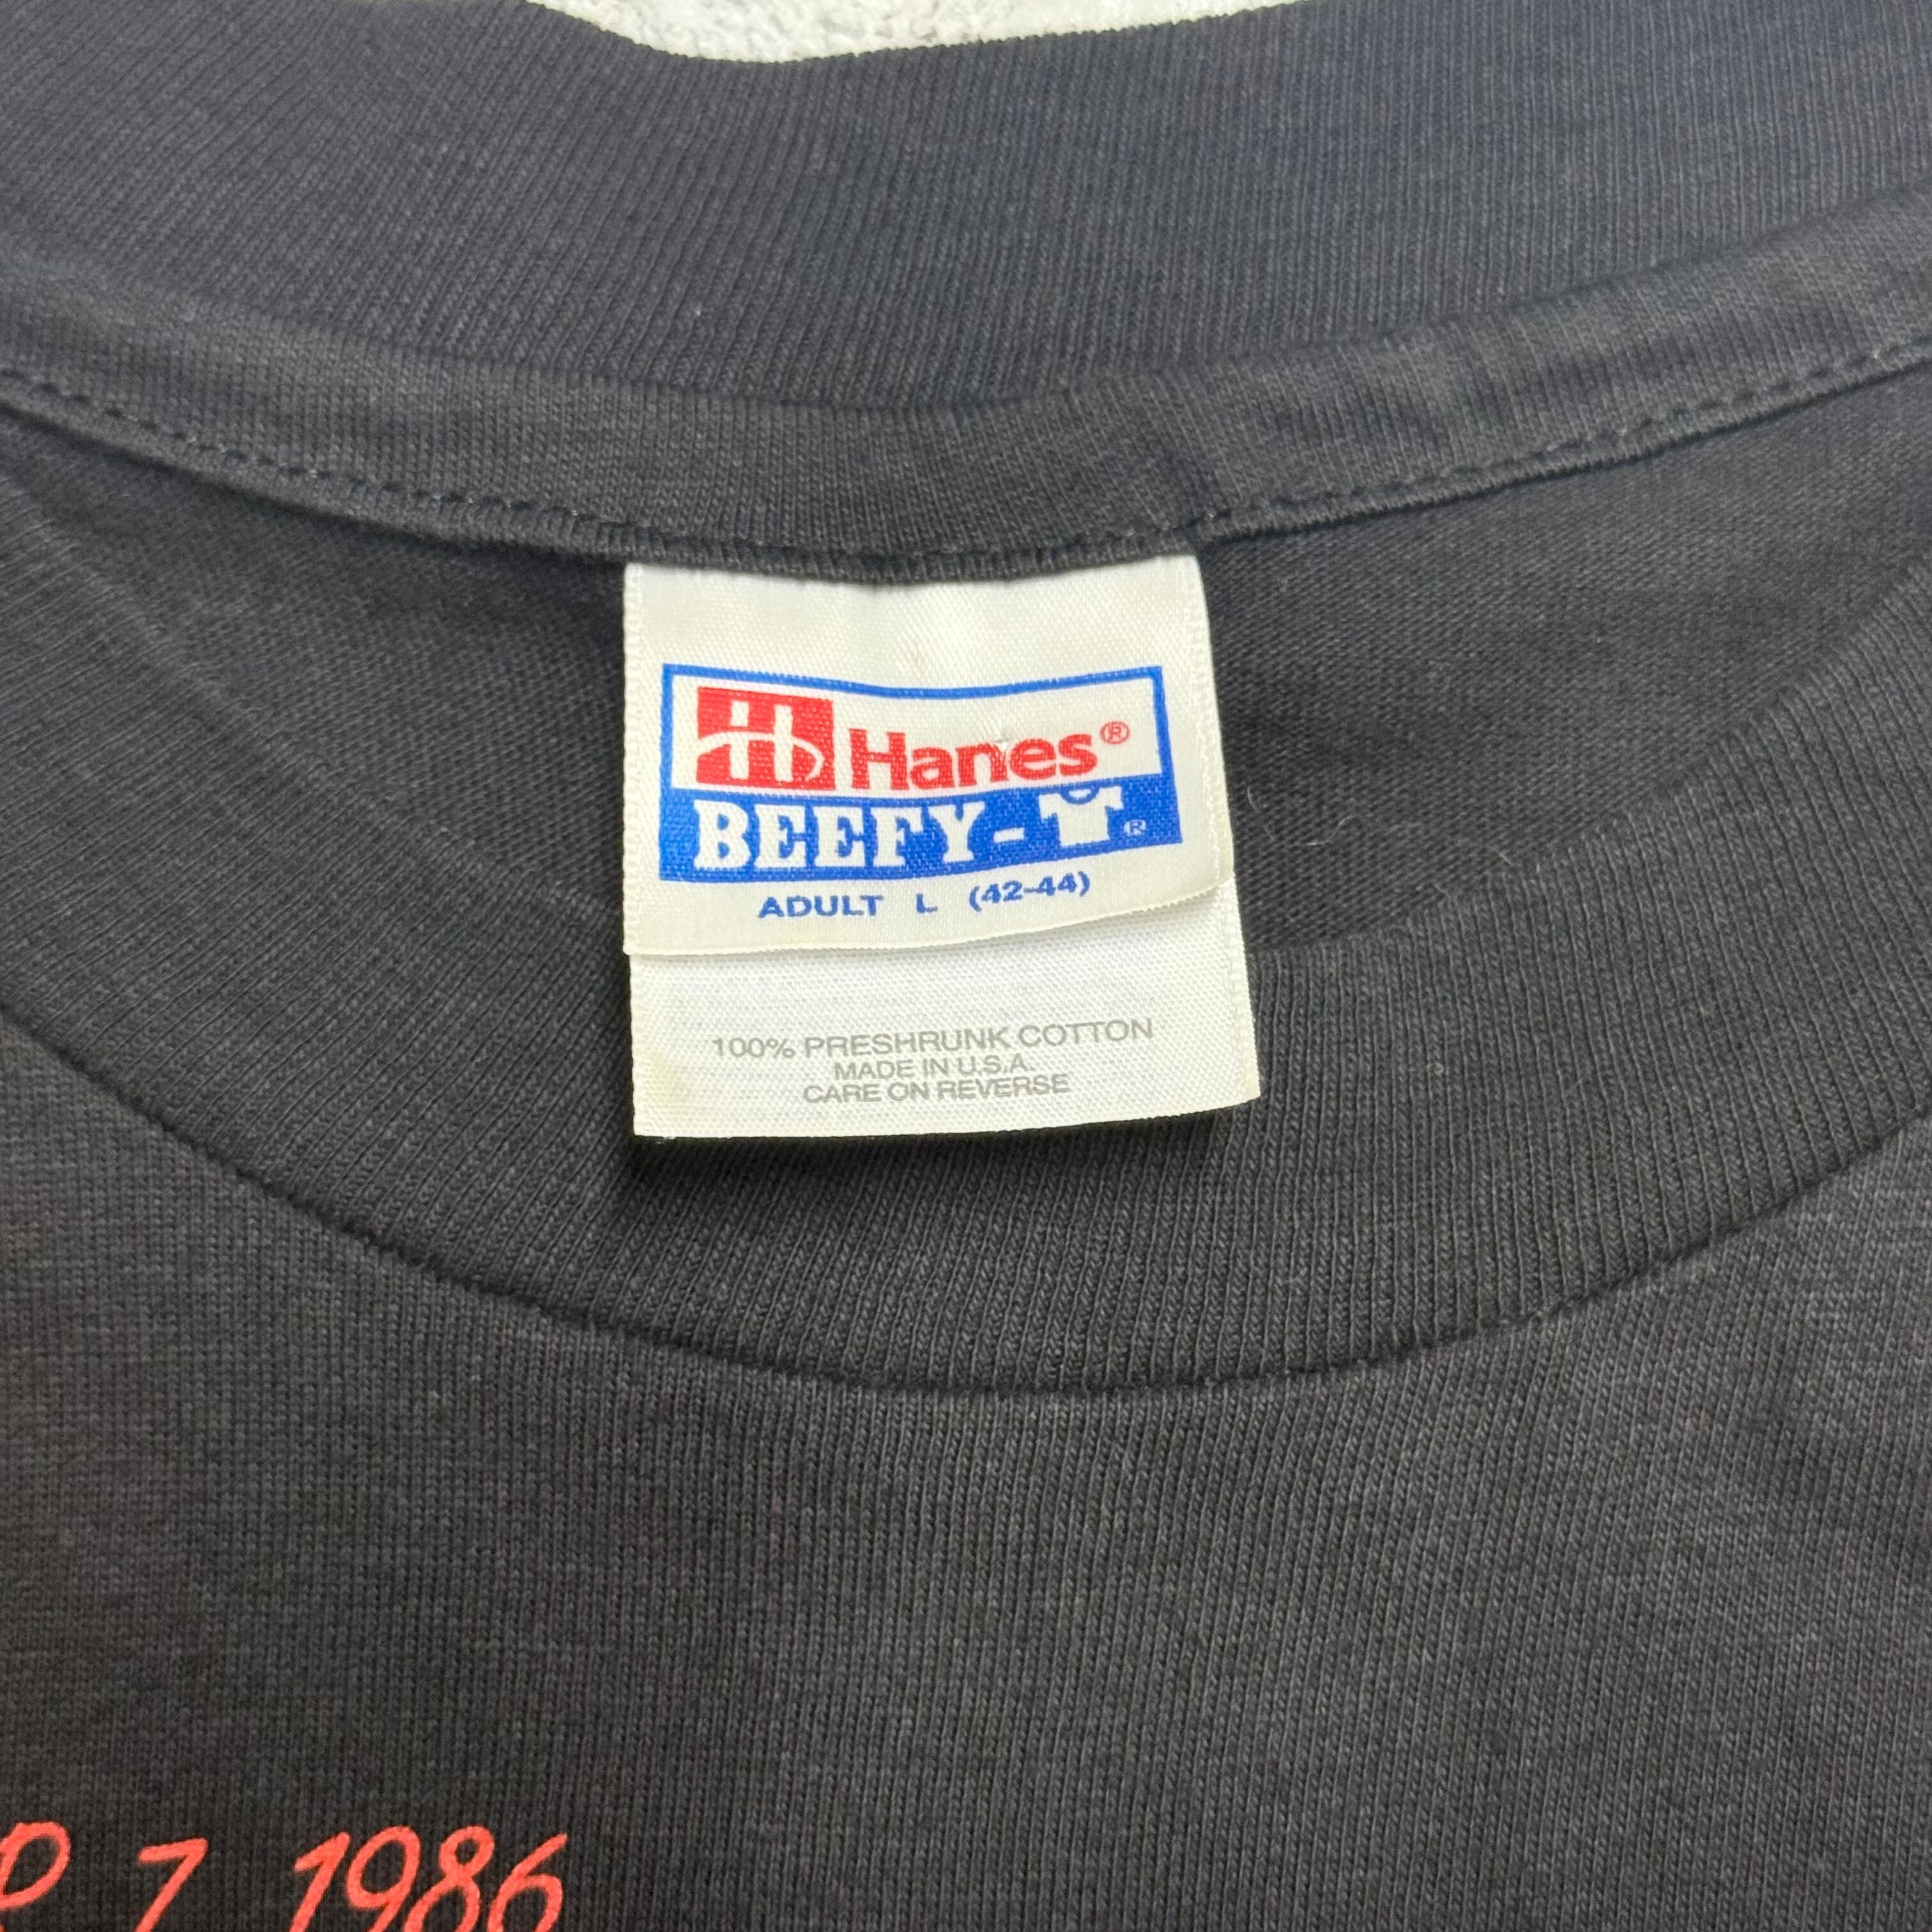 Hanes®
BEEFY-T®
ADULT L (42-44)
100% PRESHRUNK COTTON
MADE IN U.S.A.
CARE ON REVERSE
7 1986